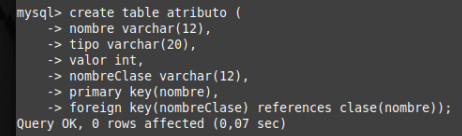 mysql> create table atributo (
    -> nombre varchar(12),
    -> tipo varchar(20),
    -> valor int,
    -> nombreClase varchar(12),
    -> primary key(nombre),
    -> foreign key(nombreClase) references clase(nombre));
Query OK, 0 rows affected (0,07 sec)